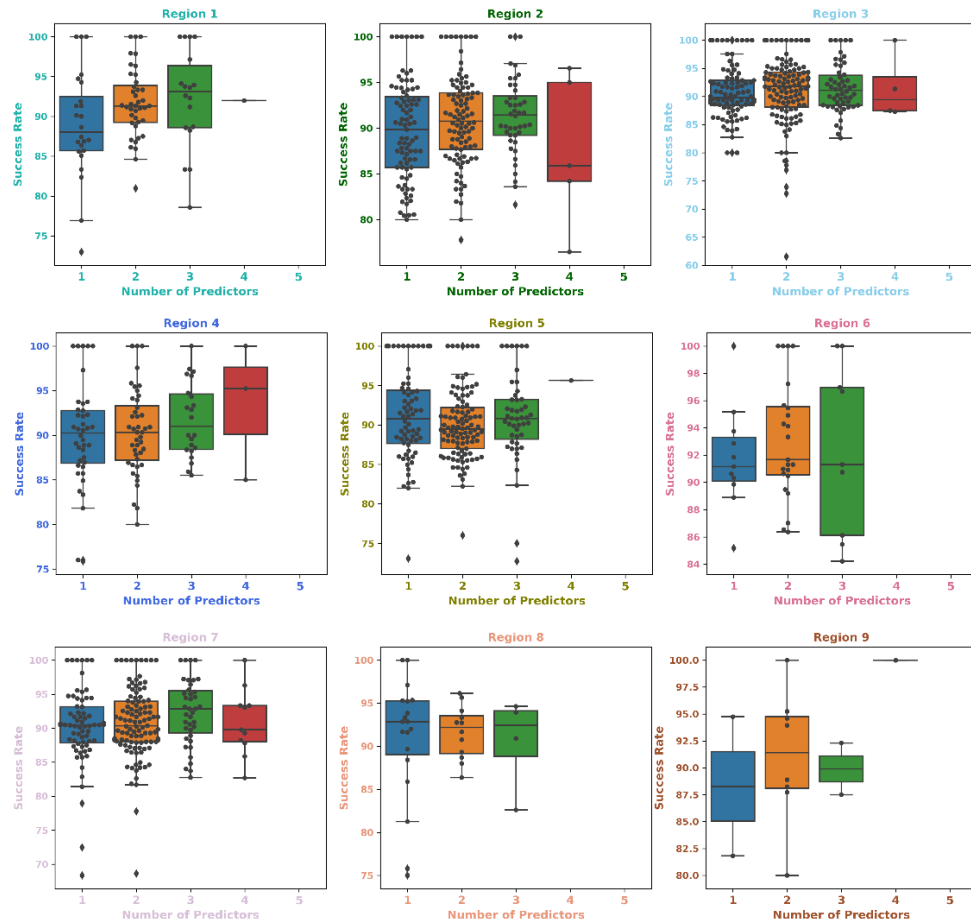 Region 1
Success Rate
100
95
90
85
80
75
1 2 3 4 5
Number of Predictors
Region 2
Success Rate
100
95
90
85
80
1 2 3 4 5
Number of Predictors
Region 3
Success Rate
100
95
90
85
80
75
70
65
60
1 2 3 4 5
Number of Predictors
Region 4
Success Rate
100
95
90
85
80
75
1 2 3 4 5
Number of Predictors
Region 5
Success Rate
100
95
90
85
80
75
1 2 3 4 5
Number of Predictors
Region 6
Success Rate
100
98
96
94
92
90
88
86
84
1 2 3 4 5
Number of Predictors
Region 7
Success Rate
100
95
90
85
80
75
70
1 2 3 4 5
Number of Predictors
Region 8
Success Rate
100
95
90
85
80
75
1 2 3 4 5
Number of Predictors
Region 9
Success Rate
100.0
97.5
95.0
92.5
90.0
87.5
85.0
82.5
80.0
1 2 3 4 5
Number of Predictors